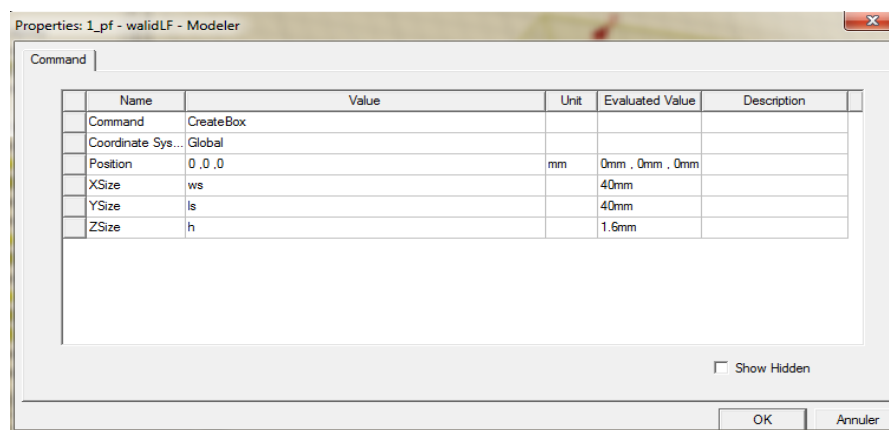 Properties: 1_pf - walidLF - Modeler
Command
Name Value Unit Evaluated Value Description
Command CreateBox
Coordinate Sys... Global
Position 0 ,0 ,0 mm 0mm , 0mm , 0mm
XSize ws 40mm
YSize ls 40mm
ZSize h 1.6mm
Show Hidden
OK Annuler